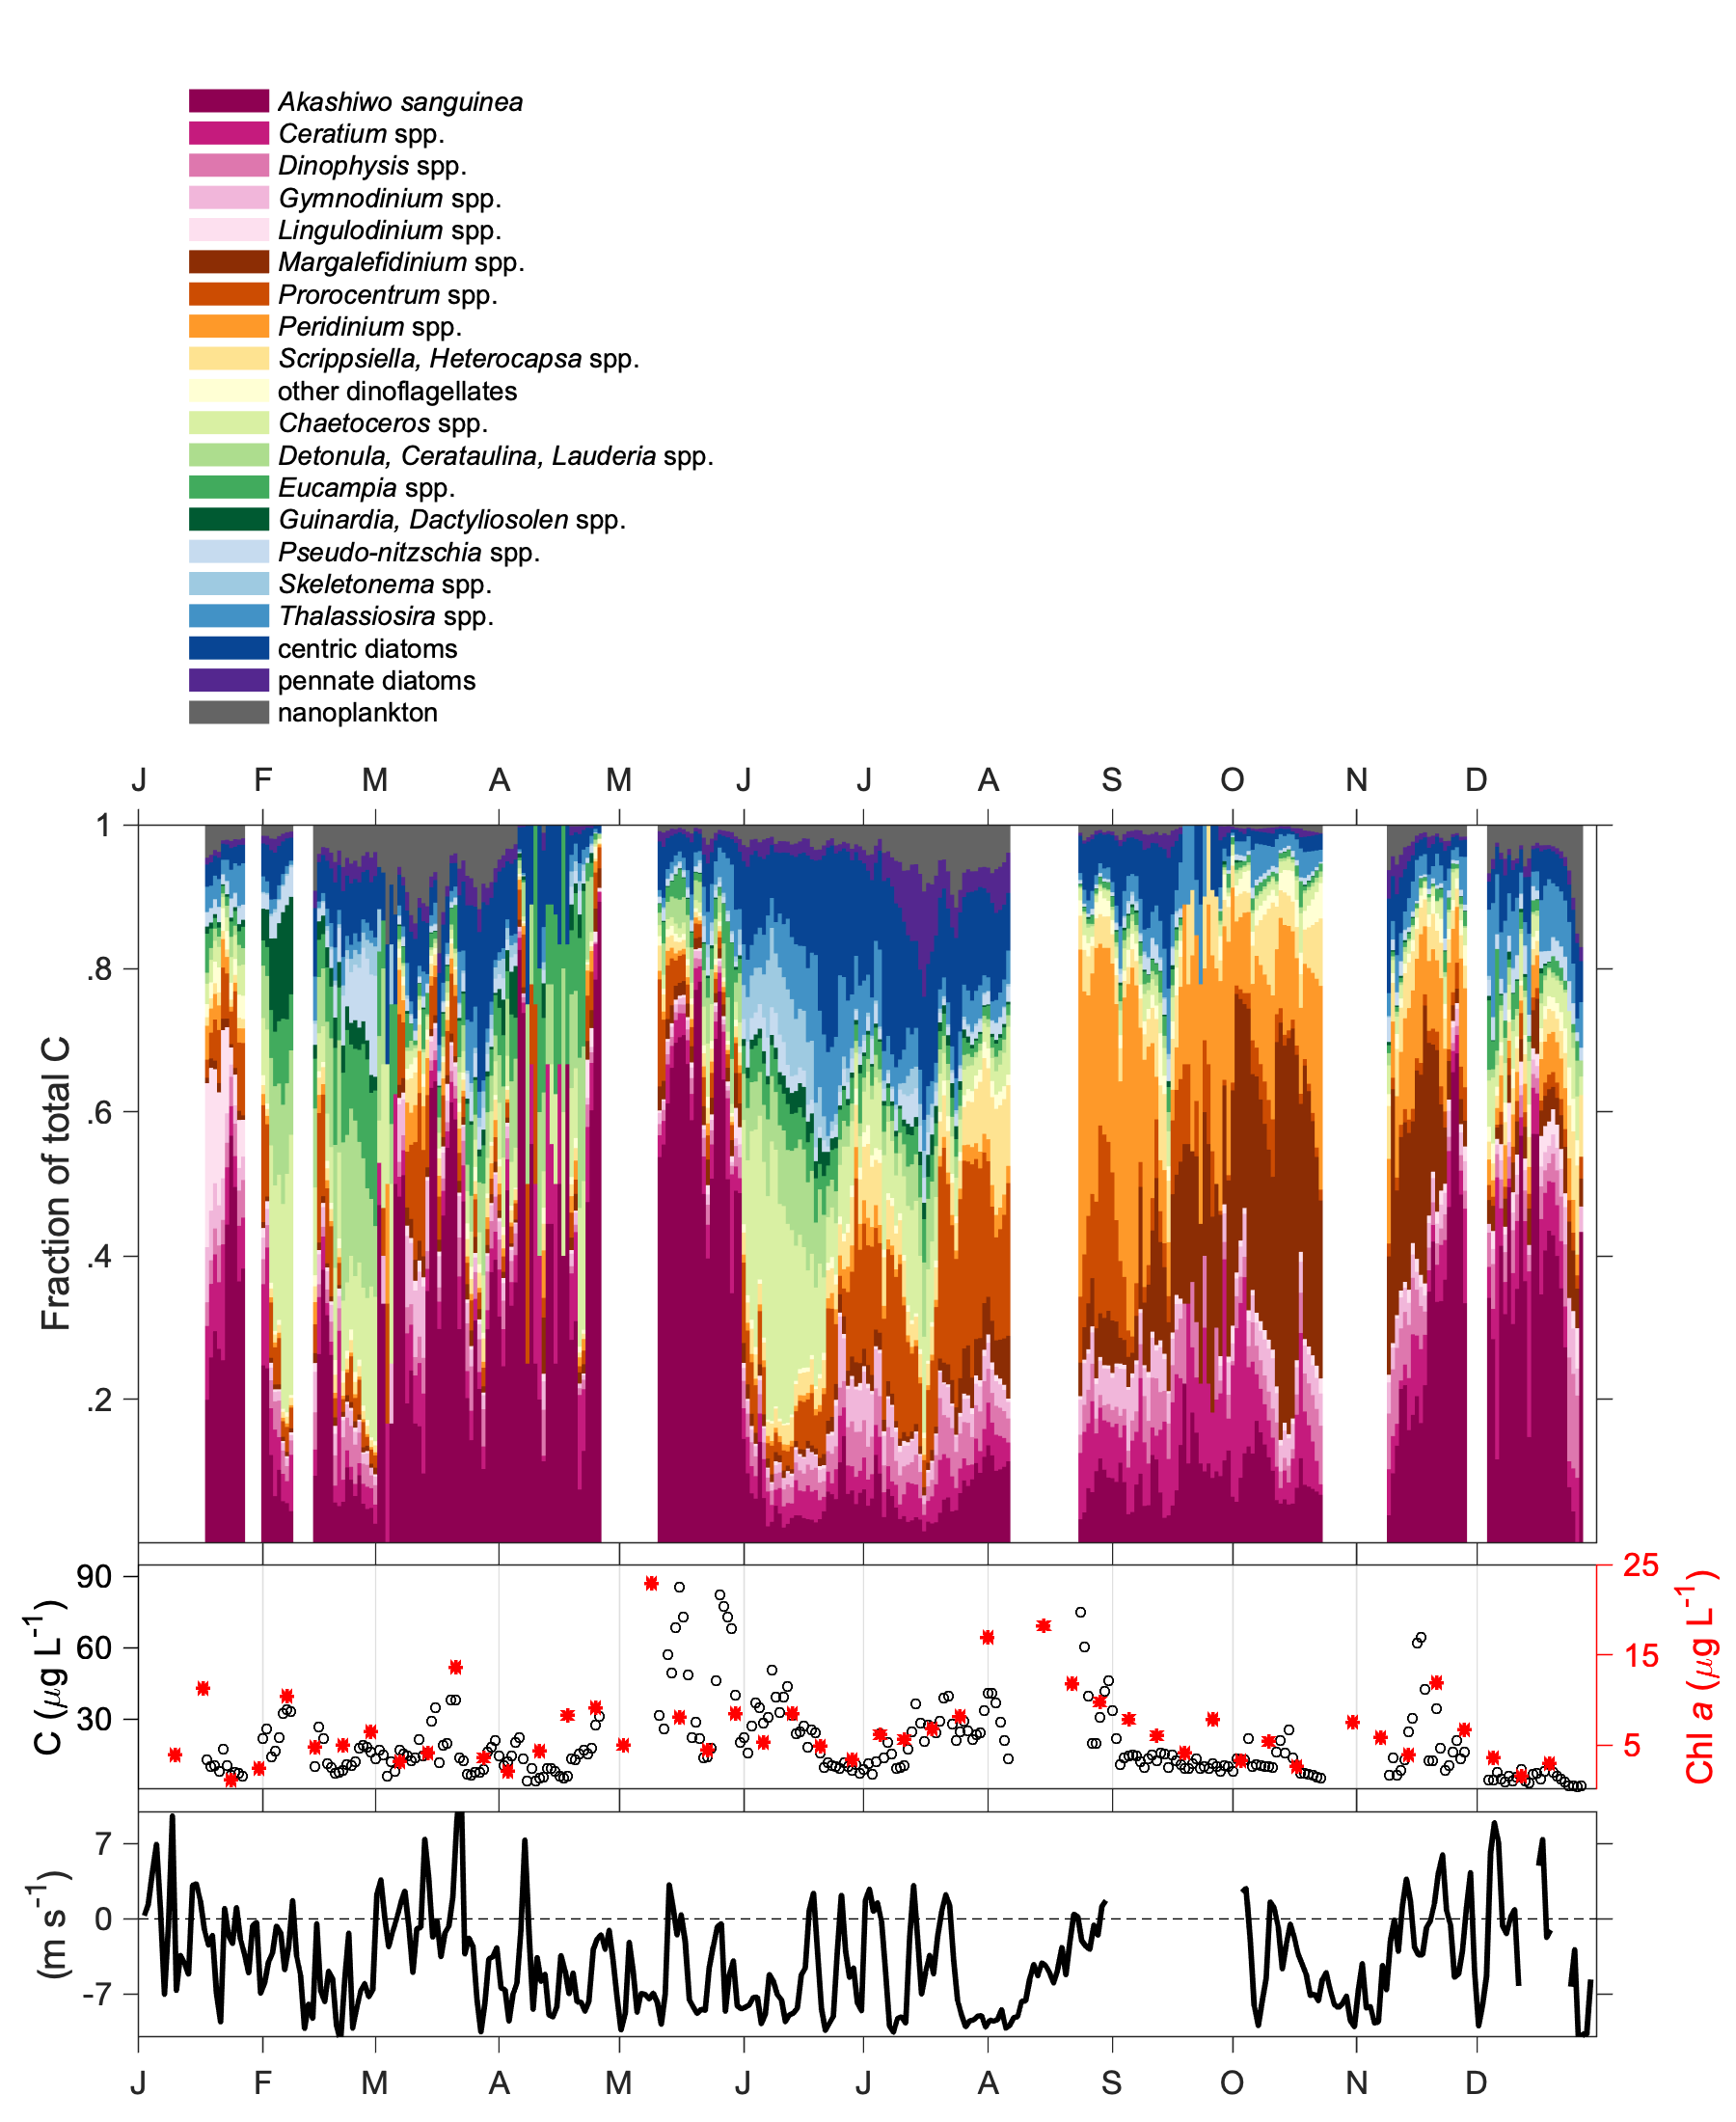 Akashiwo sanguinea
Ceratium spp.
Dinophysis spp.
Gymnodinium spp.
Lingulodinium spp.
Margalefidinium spp.
Prorocentrum spp.
Peridinium spp.
Scrippsiella, Heterocapsa spp.
other dinoflagellates
Chaetoceros spp.
Detonula, Cerataulina, Lauderia spp.
Eucampia spp.
Guinardia, Dactyliosolen spp.
Pseudo-nitzschia spp.
Skeletonema spp.
Thalassiosira spp.
centric diatoms
pennate diatoms
nanoplankton
J F M A M J J A S O N D
1
.8
.6
.4
.2
Fraction of total C
90
60
30
C (μg L⁻¹)
25
15
5
Chl a (μg L⁻¹)
7
0
-7
(m s⁻¹)
J F M A M J J A S O N D